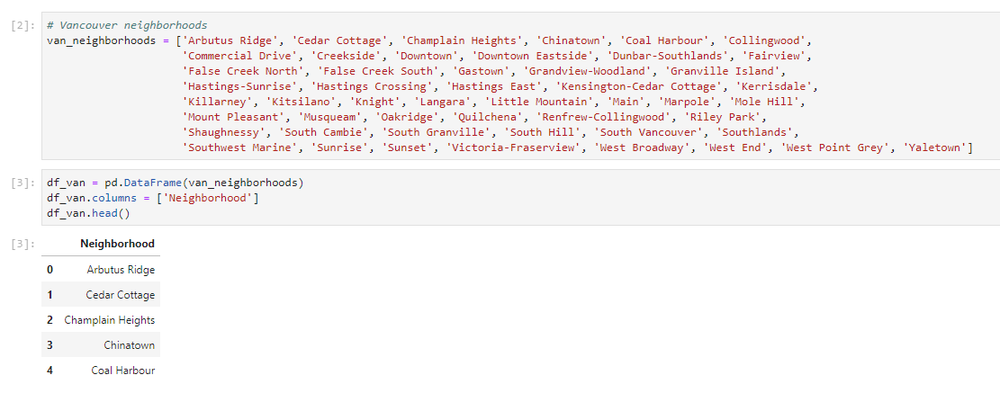 [2]: # Vancouver neighborhoods
van_neighborhoods = ['Arbutus Ridge', 'Cedar Cottage', 'Champlain Heights', 'Chinatown', 'Coal Harbour', 'Collingwood',
'Commercial Drive', 'Creekside', 'Downtown', 'Downtown Eastside', 'Dunbar-Southlands', 'Fairview',
'False Creek North', 'False Creek South', 'Gastown', 'Grandview-Woodland', 'Granville Island',
'Hastings-Sunrise', 'Hastings Crossing', 'Hastings East', 'Kensington-Cedar Cottage', 'Kerrisdale',
'Killarney', 'Kitsilano', 'Knight', 'Langara', 'Little Mountain', 'Main', 'Marpole', 'Mole Hill',
'Mount Pleasant', 'Musqueam', 'Oakridge', 'Quilchena', 'Renfrew-Collingwood', 'Riley Park',
'Shaughnessy', 'South Cambie', 'South Granville', 'South Hill', 'South Vancouver', 'Southlands',
'Southwest Marine', 'Sunrise', 'Sunset', 'Victoria-Fraserview', 'West Broadway', 'West End', 'West Point Grey', 'Yaletown']
[3]: df_van = pd.DataFrame(van_neighborhoods)
df_van.columns = ['Neighborhood']
df_van.head()
[3]: Neighborhood
0 Arbutus Ridge
1 Cedar Cottage
2 Champlain Heights
3 Chinatown
4 Coal Harbour